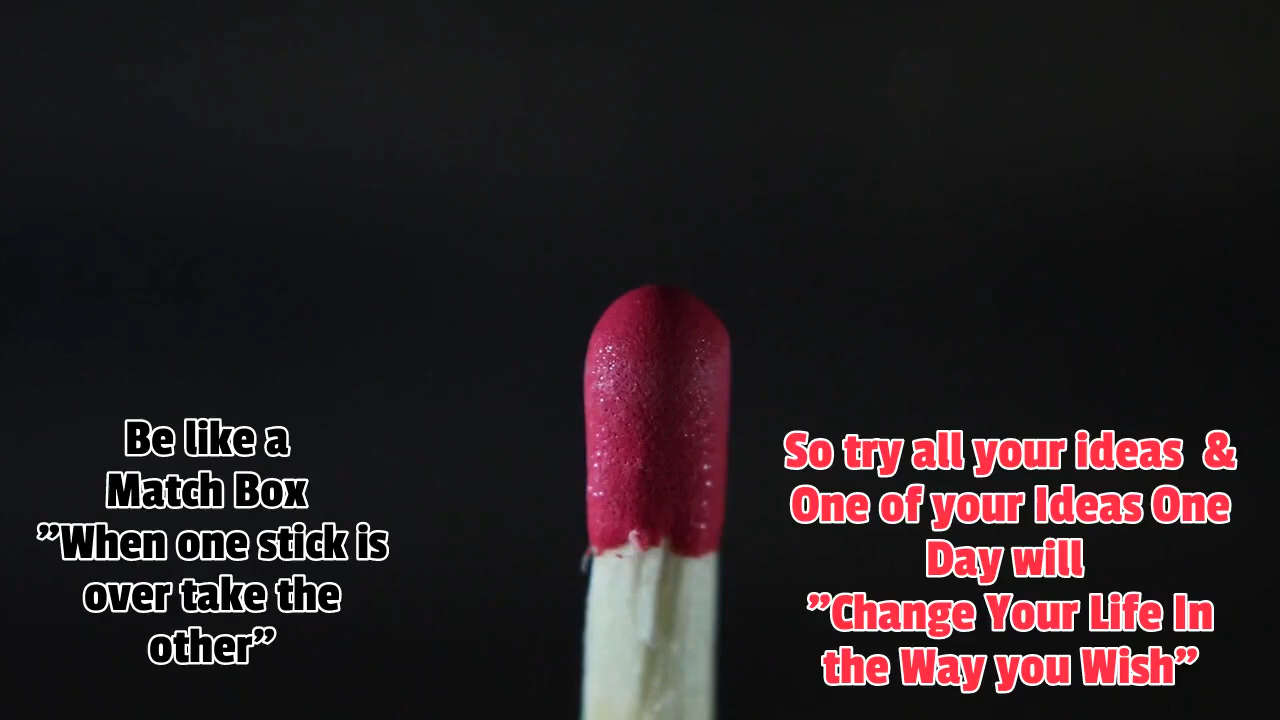 Be like a
Match Box
”When one stick is
over take the
other”
So try all your ideas  &
One of your Ideas One
Day will
”Change Your Life In
the Way you Wish”